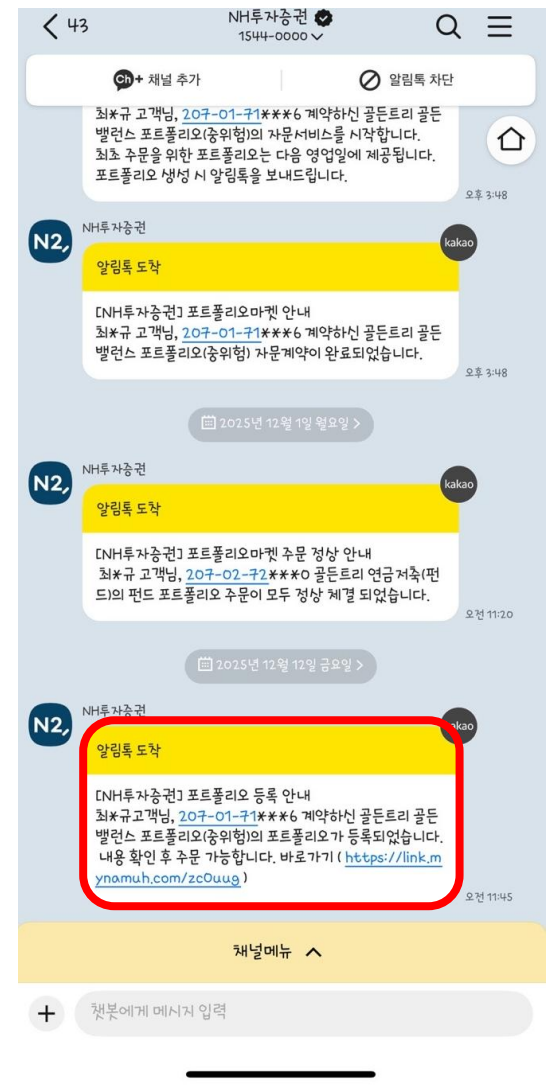 43
NH투자증권
1544-0000
Ch+ 채널 추가
알림톡 차단
최*규 고객님, 207-01-71***6 계약하신 골든트리 골든
밸런스 포트폴리오(중위험)의 자문서비스를 시작합니다.
최초 주문을 위한 포트폴리오는 다음 영업일에 제공됩니다.
포트폴리오 생성 시 알림톡을 보내드립니다.
오후 3:48
N2,
NH투자증권
kakao
알림톡 도착
[NH투자증권] 포트폴리오마켓 안내
최*규 고객님, 207-01-71***6 계약하신 골든트리 골든
밸런스 포트폴리오(중위험) 자문계약이 완료되었습니다.
오후 3:48
2025년 12월 1일 월요일 >
N2,
NH투자증권
kakao
알림톡 도착
[NH투자증권] 포트폴리오마켓 주문 정상 안내
최*규 고객님, 207-02-72***0 골든트리 연금저축(펀
드)의 펀드 포트폴리오 주문이 모두 정상 체결 되었습니다.
오전 11:20
2025년 12월 12일 금요일 >
N2,
NH투자증권
kakao
알림톡 도착
[NH투자증권] 포트폴리오 등록 안내
최*규고객님, 207-01-71***6 계약하신 골든트리 골든
밸런스 포트폴리오(중위험)의 포트폴리오가 등록되었습니다.
내용 확인 후 주문 가능합니다. 바로가기 ( https://link.m
ynamuh.com/zc0uug )
오전 11:45
채널메뉴
챗봇에게 메시지 입력